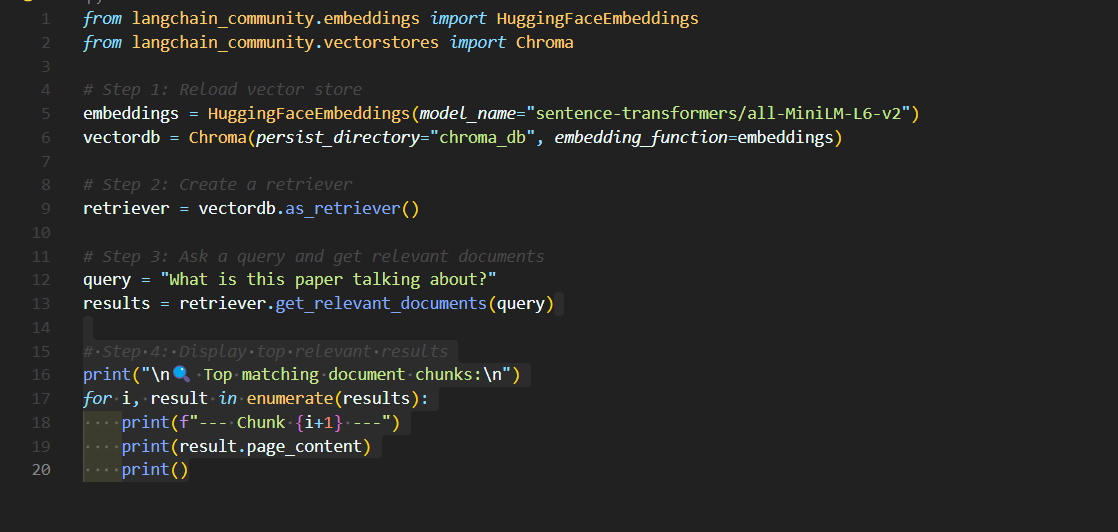 1 from langchain_community.embeddings import HuggingFaceEmbeddings
2 from langchain_community.vectorstores import Chroma
3
4 # Step 1: Reload vector store
5 embeddings = HuggingFaceEmbeddings(model_name="sentence-transformers/all-MiniLM-L6-v2")
6 vectordb = Chroma(persist_directory="chroma_db", embedding_function=embeddings)
7
8 # Step 2: Create a retriever
9 retriever = vectordb.as_retriever()
10
11 # Step 3: Ask a query and get relevant documents
12 query = "What is this paper talking about?"
13 results = retriever.get_relevant_documents(query)
14
15 # Step 4: Display top relevant results
16 print("\n🔍 Top matching document chunks:\n")
17 for i, result in enumerate(results):
18     print(f"--- Chunk {i+1} ---")
19     print(result.page_content)
20     print()